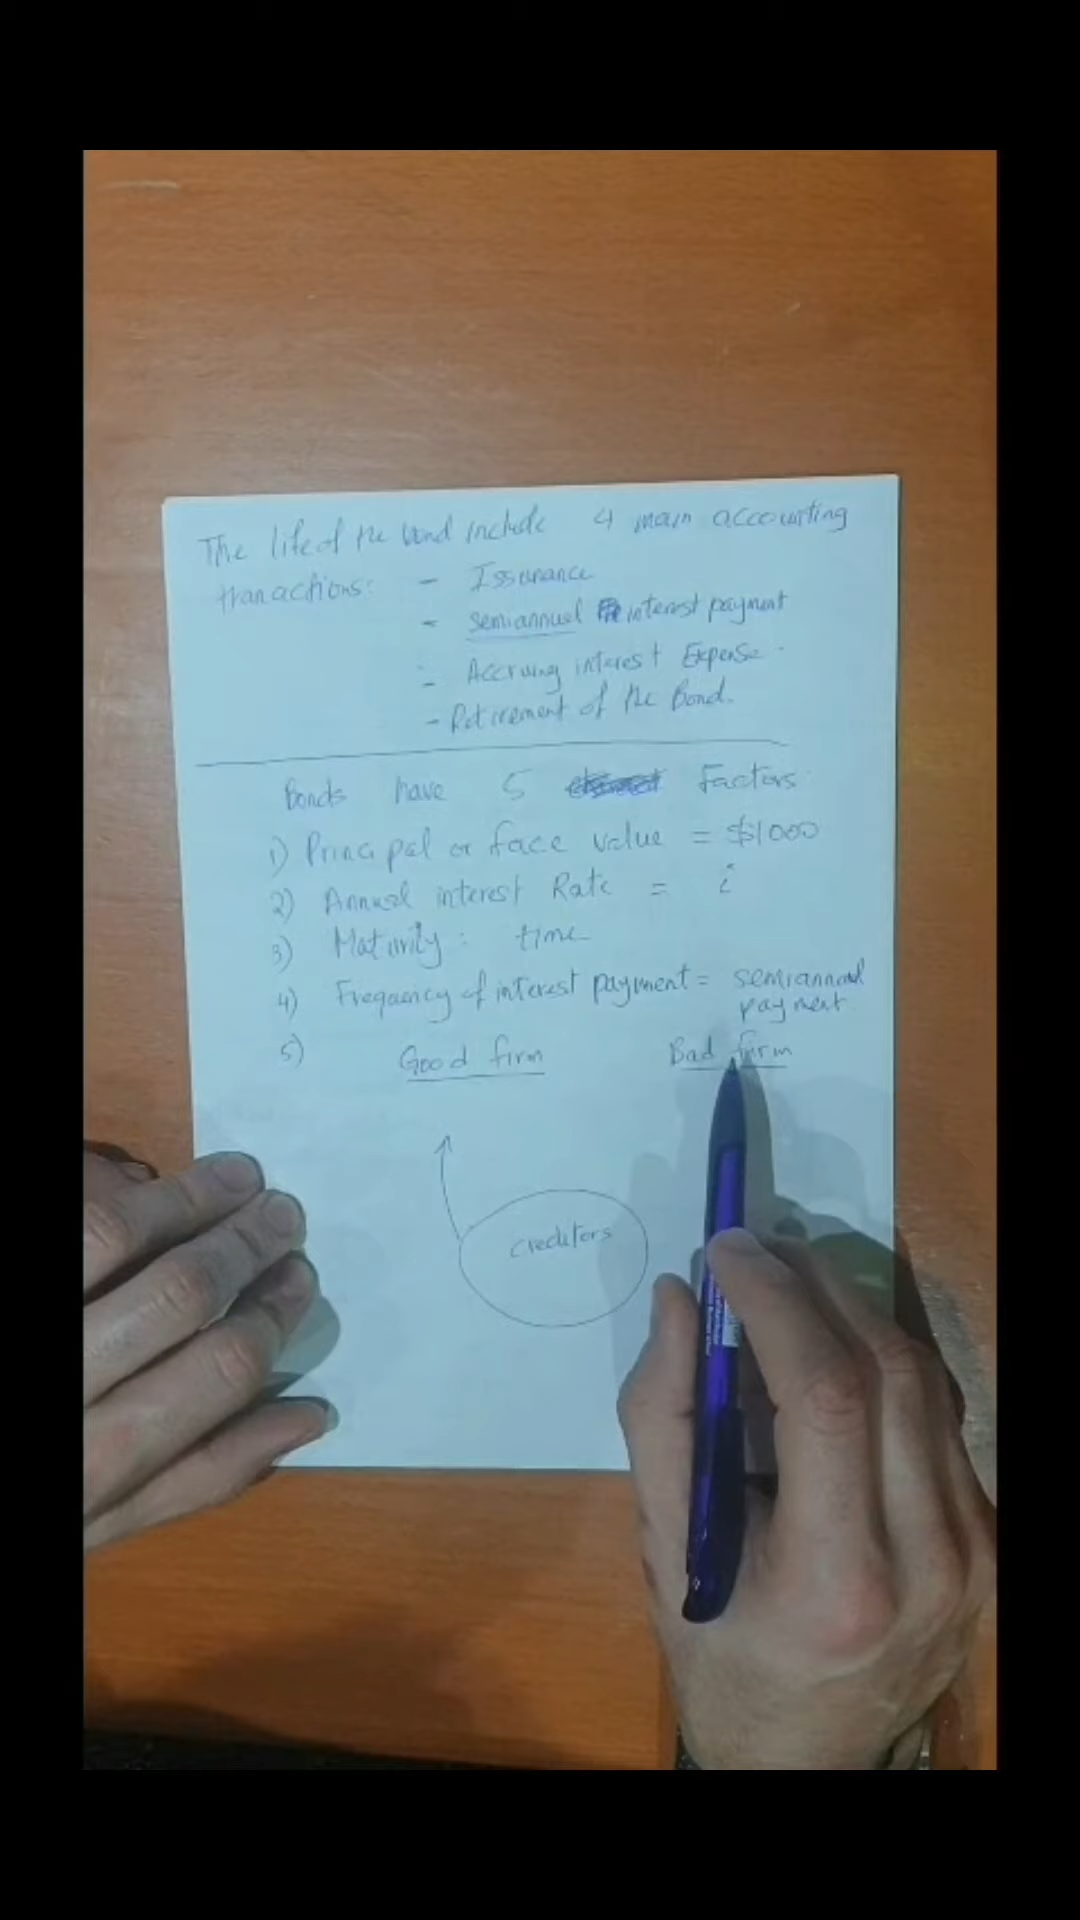 The life of the bond include 4 main accounting
tranactions: - Issurance
- semiannual interest payment
- Accruing interest Expense.
- Retirement of the Bond.
Bonds have 5 Factors
1) Principal or face value = $1000
2) Annual interest Rate = i
3) Maturity: time
4) Frequency of interest payment = semiannual
payment
5) Good firm Bad firm
creditors